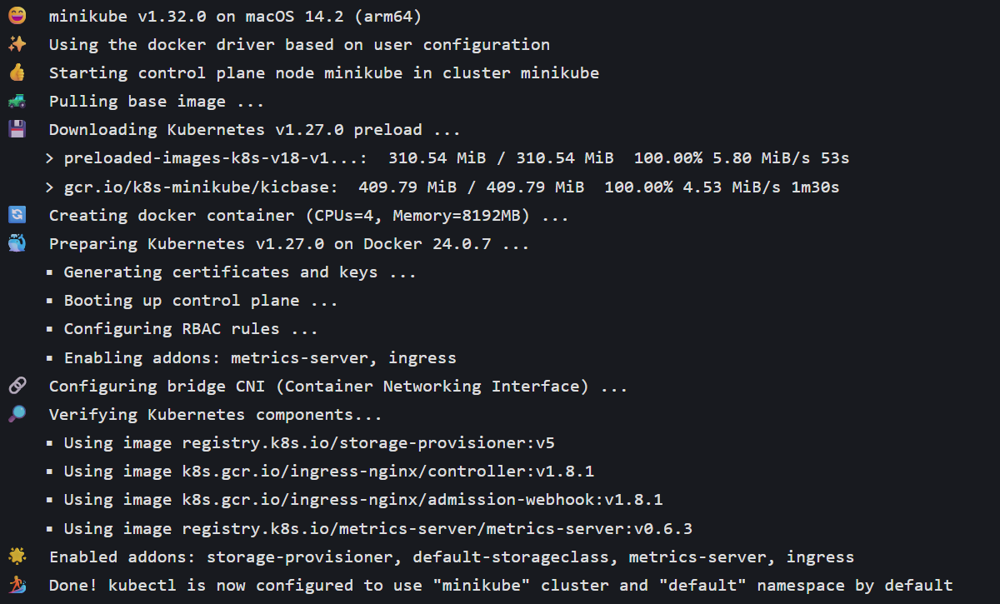 😄 minikube v1.32.0 on macOS 14.2 (arm64)
✨ Using the docker driver based on user configuration
👍 Starting control plane node minikube in cluster minikube
🚜 Pulling base image ...
💾 Downloading Kubernetes v1.27.0 preload ...
> preloaded-images-k8s-v18-v1...:  310.54 MiB / 310.54 MiB  100.00% 5.80 MiB/s 53s
> gcr.io/k8s-minikube/kicbase:  409.79 MiB / 409.79 MiB  100.00% 4.53 MiB/s 1m30s
🔄 Creating docker container (CPUs=4, Memory=8192MB) ...
🐳 Preparing Kubernetes v1.27.0 on Docker 24.0.7 ...
▪ Generating certificates and keys ...
▪ Booting up control plane ...
▪ Configuring RBAC rules ...
▪ Enabling addons: metrics-server, ingress
🔗 Configuring bridge CNI (Container Networking Interface) ...
🔎 Verifying Kubernetes components...
▪ Using image registry.k8s.io/storage-provisioner:v5
▪ Using image k8s.gcr.io/ingress-nginx/controller:v1.8.1
▪ Using image k8s.gcr.io/ingress-nginx/admission-webhook:v1.8.1
▪ Using image registry.k8s.io/metrics-server/metrics-server:v0.6.3
🌟 Enabled addons: storage-provisioner, default-storageclass, metrics-server, ingress
🏄 Done! kubectl is now configured to use "minikube" cluster and "default" namespace by default